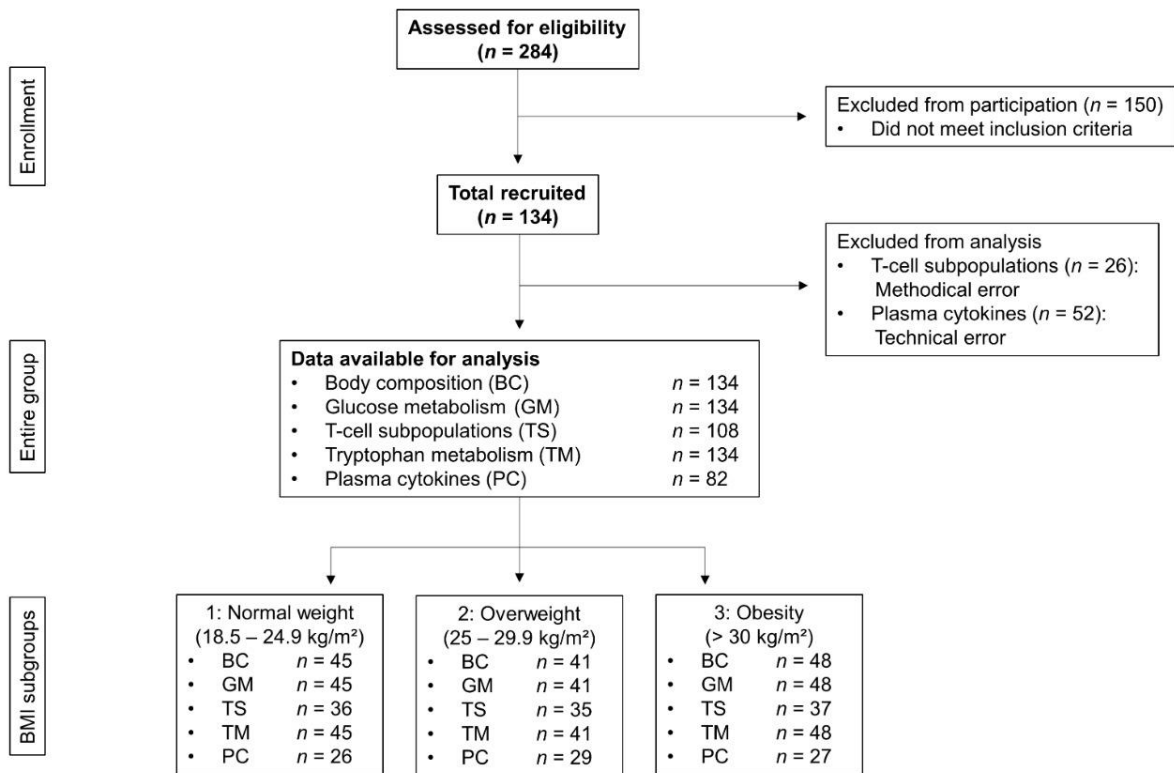 Assessed for eligibility
(n = 284)
Enrollment
Excluded from participation (n = 150)
• Did not meet inclusion criteria
Total recruited
(n = 134)
Excluded from analysis
• T-cell subpopulations (n = 26):
Methodical error
• Plasma cytokines (n = 52):
Technical error
Entire group
Data available for analysis
• Body composition (BC) n = 134
• Glucose metabolism (GM) n = 134
• T-cell subpopulations (TS) n = 108
• Tryptophan metabolism (TM) n = 134
• Plasma cytokines (PC) n = 82
BMI subgroups
1: Normal weight
(18.5 – 24.9 kg/m²)
• BC n = 45
• GM n = 45
• TS n = 36
• TM n = 45
• PC n = 26
2: Overweight
(25 – 29.9 kg/m²)
• BC n = 41
• GM n = 41
• TS n = 35
• TM n = 41
• PC n = 29
3: Obesity
(> 30 kg/m²)
• BC n = 48
• GM n = 48
• TS n = 37
• TM n = 48
• PC n = 27